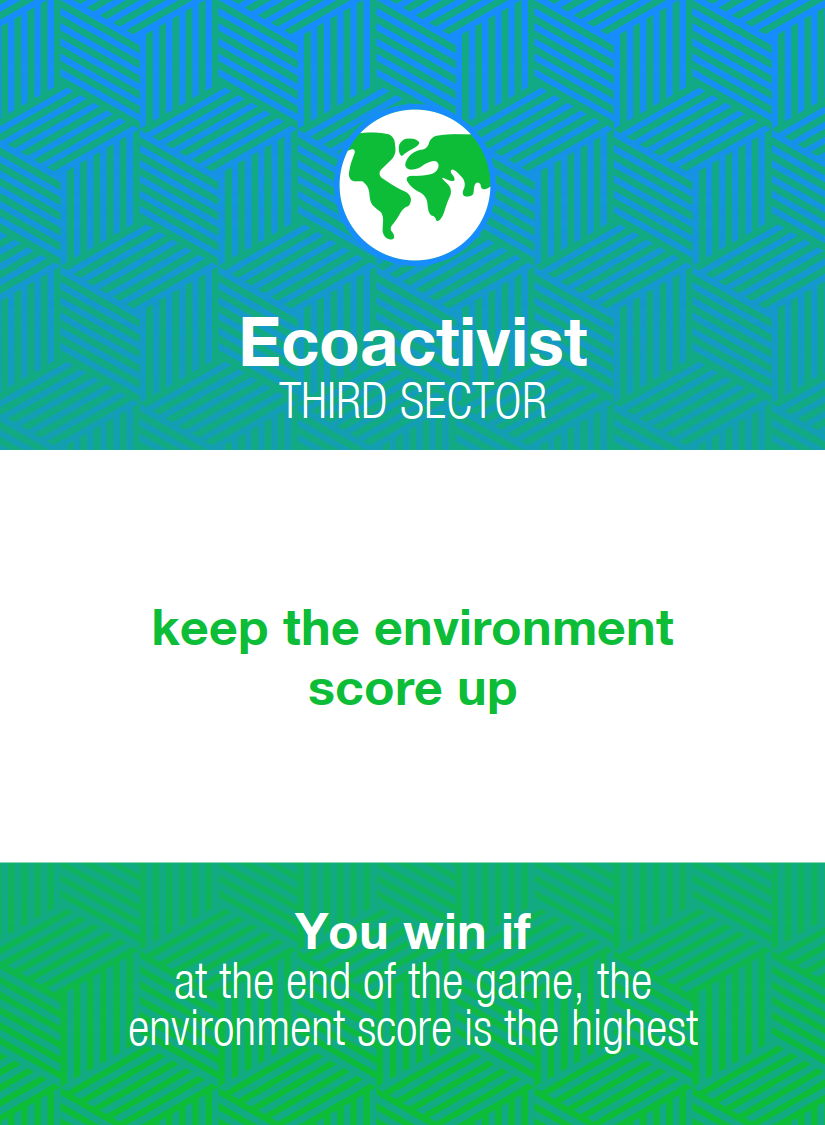 Ecoactivist
THIRD SECTOR
keep the environment
score up
You win if
at the end of the game, the
environment score is the highest